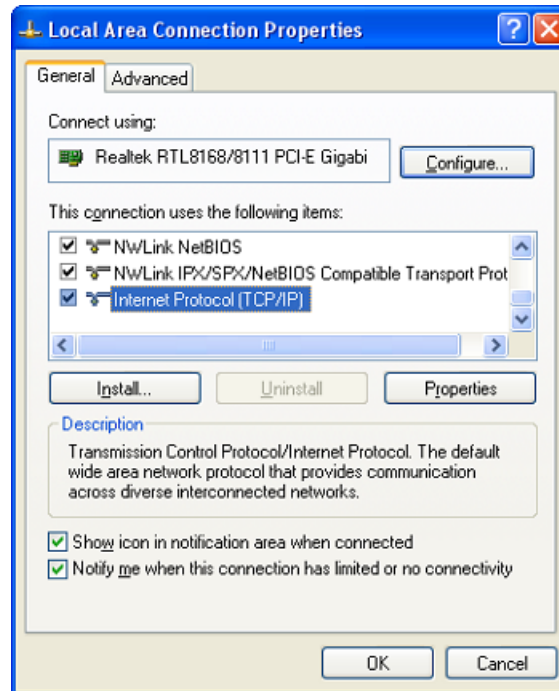 Local Area Connection Properties
General Advanced
Connect using:
Realtek RTL8168/8111 PCI-E Gigabi
Configure...
This connection uses the following items:
NWLink NetBIOS
NWLink IPX/SPX/NetBIOS Compatible Transport Prot
Internet Protocol (TCP/IP)
Install... Uninstall Properties
Description
Transmission Control Protocol/Internet Protocol. The default
wide area network protocol that provides communication
across diverse interconnected networks.
Show icon in notification area when connected
Notify me when this connection has limited or no connectivity
OK Cancel